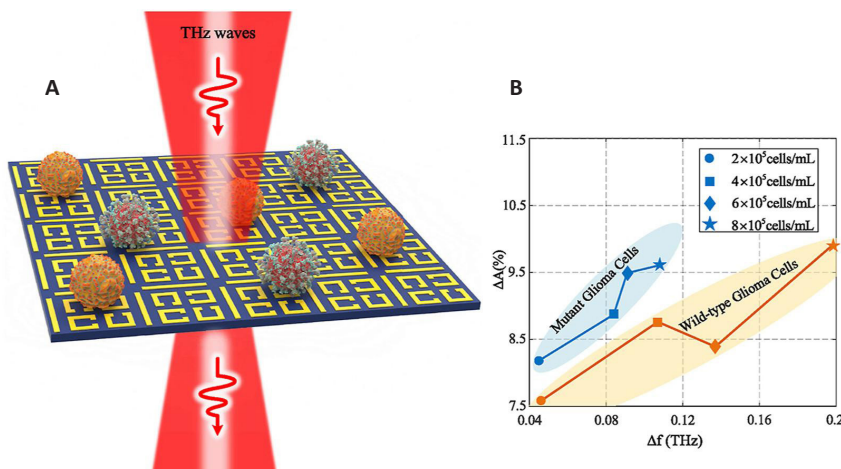 THz waves
A
B
11.5
10.5
9.5
8.5
7.5
ΔA(%)
2×10⁵cells/mL
4×10⁵cells/mL
6×10⁵cells/mL
8×10⁵cells/mL
Mutant Glioma Cells
Wild-type Glioma Cells
0.04 0.08 0.12 0.16 0.2
Δf (THz)